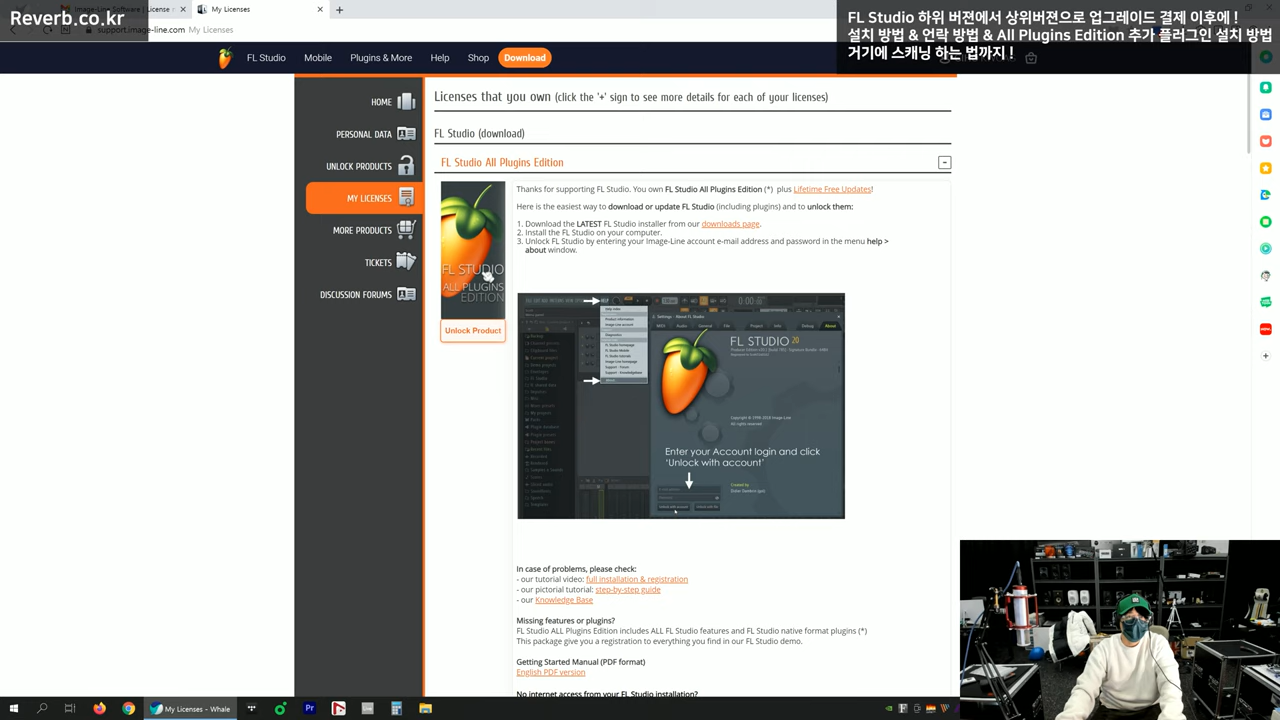 Reverb.co.kr
Image-Line Software | License
My Licenses
support.image-line.com My Licenses
FL Studio 하위 버전에서 상위버전으로 업그레이드 결제 이후에 !
설치 방법 & 언락 방법 & All Plugins Edition 추가 플러그인 설치 방법
거기에 스캐닝 하는 법까지 !
FL Studio
Mobile
Plugins & More
Help
Shop
Download
HOME
PERSONAL DATA
UNLOCK PRODUCTS
MY LICENSES
MORE PRODUCTS
TICKETS
DISCUSSION FORUMS
Licenses that you own (click the '+' sign to see more details for each of your licenses)
FL Studio (download)
FL Studio All Plugins Edition
FL STUDIO
ALL PLUGINS
EDITION
Unlock Product
Thanks for supporting FL Studio. You own FL Studio All Plugins Edition (*) plus Lifetime Free Updates!
Here is the easiest way to download or update FL Studio (including plugins) and to unlock them:
1. Download the LATEST FL Studio installer from our downloads page.
2. Install the FL Studio on your computer.
3. Unlock FL Studio by entering your Image-Line account e-mail address and password in the menu help >
about window.
FL STUDIO 20
Enter your Account login and click
'Unlock with account'
In case of problems, please check:
- our tutorial video: full installation & registration
- our pictorial tutorial: step-by-step guide
- our Knowledge Base
Missing features or plugins?
FL Studio ALL Plugins Edition includes ALL FL Studio features and FL Studio native format plugins (*)
This package give you a registration to everything you find in our FL Studio demo.
Getting Started Manual (PDF format)
English PDF version
No internet access from your FL Studio installation?
My Licenses - Whale